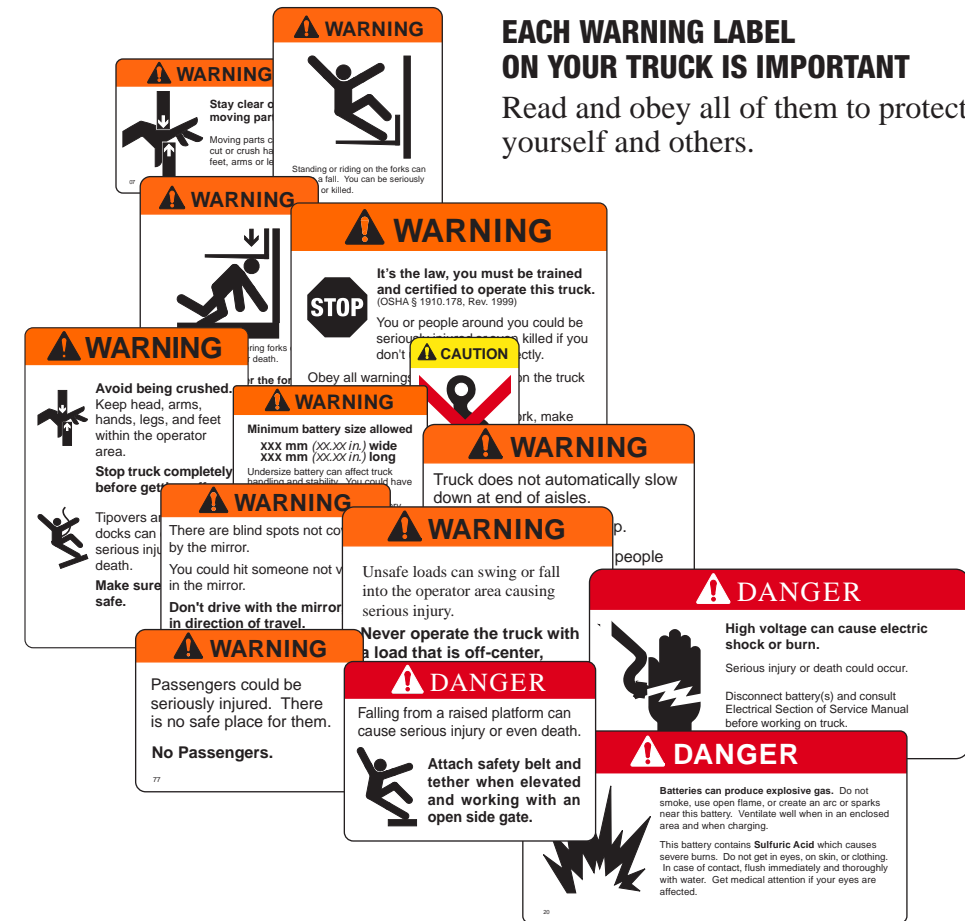 EACH WARNING LABEL
ON YOUR TRUCK IS IMPORTANT
Read and obey all of them to protect
yourself and others.
WARNING
Standing or riding on the forks can
a fall. You can be seriously
or killed.
WARNING
Stay clear
moving
Moving parts
cut or crush
feet, arms or
07
WARNING
forks
death.
the
WARNING
STOP
It's the law, you must be trained
and certified to operate this truck.
(OSHA § 1910.178, Rev. 1999)
You or people around you could be
killed if you
don't
Obey all warnings on the truck
make
CAUTION
WARNING
Avoid being crushed.
Keep head, arms,
hands, legs, and feet
within the operator
area.
Stop truck completely
before
Tipovers
docks can
serious
death.
Make sure
safe.
WARNING
Minimum battery size allowed
XXX mm (XX.XX in.) wide
XXX mm (XX.XX in.) long
Undersize battery can affect truck
handling and stability. You could have
WARNING
Truck does not automatically slow
down at end of aisles.
people
WARNING
There are blind spots not
by the mirror.
You could hit someone not
in the mirror.
Don't drive with the mirror
in direction of travel.
WARNING
Unsafe loads can swing or fall
into the operator area causing
serious injury.
Never operate the truck with
a load that is off-center,
DANGER
High voltage can cause electric
shock or burn.
Serious injury or death could occur.
Disconnect battery(s) and consult
Electrical Section of Service Manual
before working on truck.
WARNING
Passengers could be
seriously injured. There
is no safe place for them.
No Passengers.
77
DANGER
Falling from a raised platform can
cause serious injury or even death.
Attach safety belt and
tether when elevated
and working with an
open side gate.
DANGER
Batteries can produce explosive gas. Do not
smoke, use open flame, or create an arc or sparks
near this battery. Ventilate well when in an enclosed
area and when charging.
This battery contains Sulfuric Acid which causes
severe burns. Do not get in eyes, on skin, or clothing.
In case of contact, flush immediately and thoroughly
with water. Get medical attention if your eyes are
affected.
20